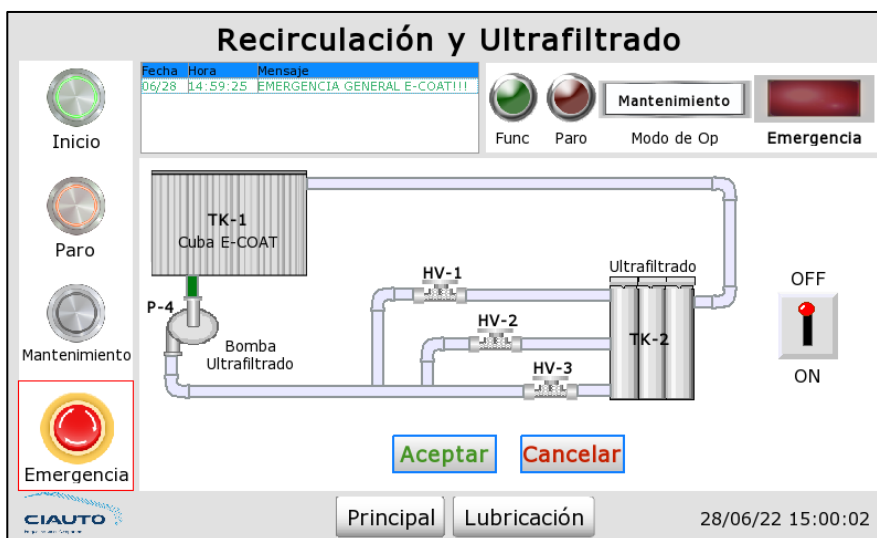 Recirculación y Ultrafiltrado
Fecha Hora Mensaje
06/28 14:59:25 EMERGENCIA GENERAL E-COAT!!!
Inicio
Paro
Mantenimiento
Emergencia
Func
Paro
Mantenimiento
Modo de Op
Emergencia
TK-1
Cuba E-COAT
P-4
Bomba
Ultrafiltrado
HV-1
HV-2
HV-3
Ultrafiltrado
TK-2
OFF
ON
Aceptar
Cancelar
CIAUTO
Principal
Lubricación
28/06/22 15:00:02